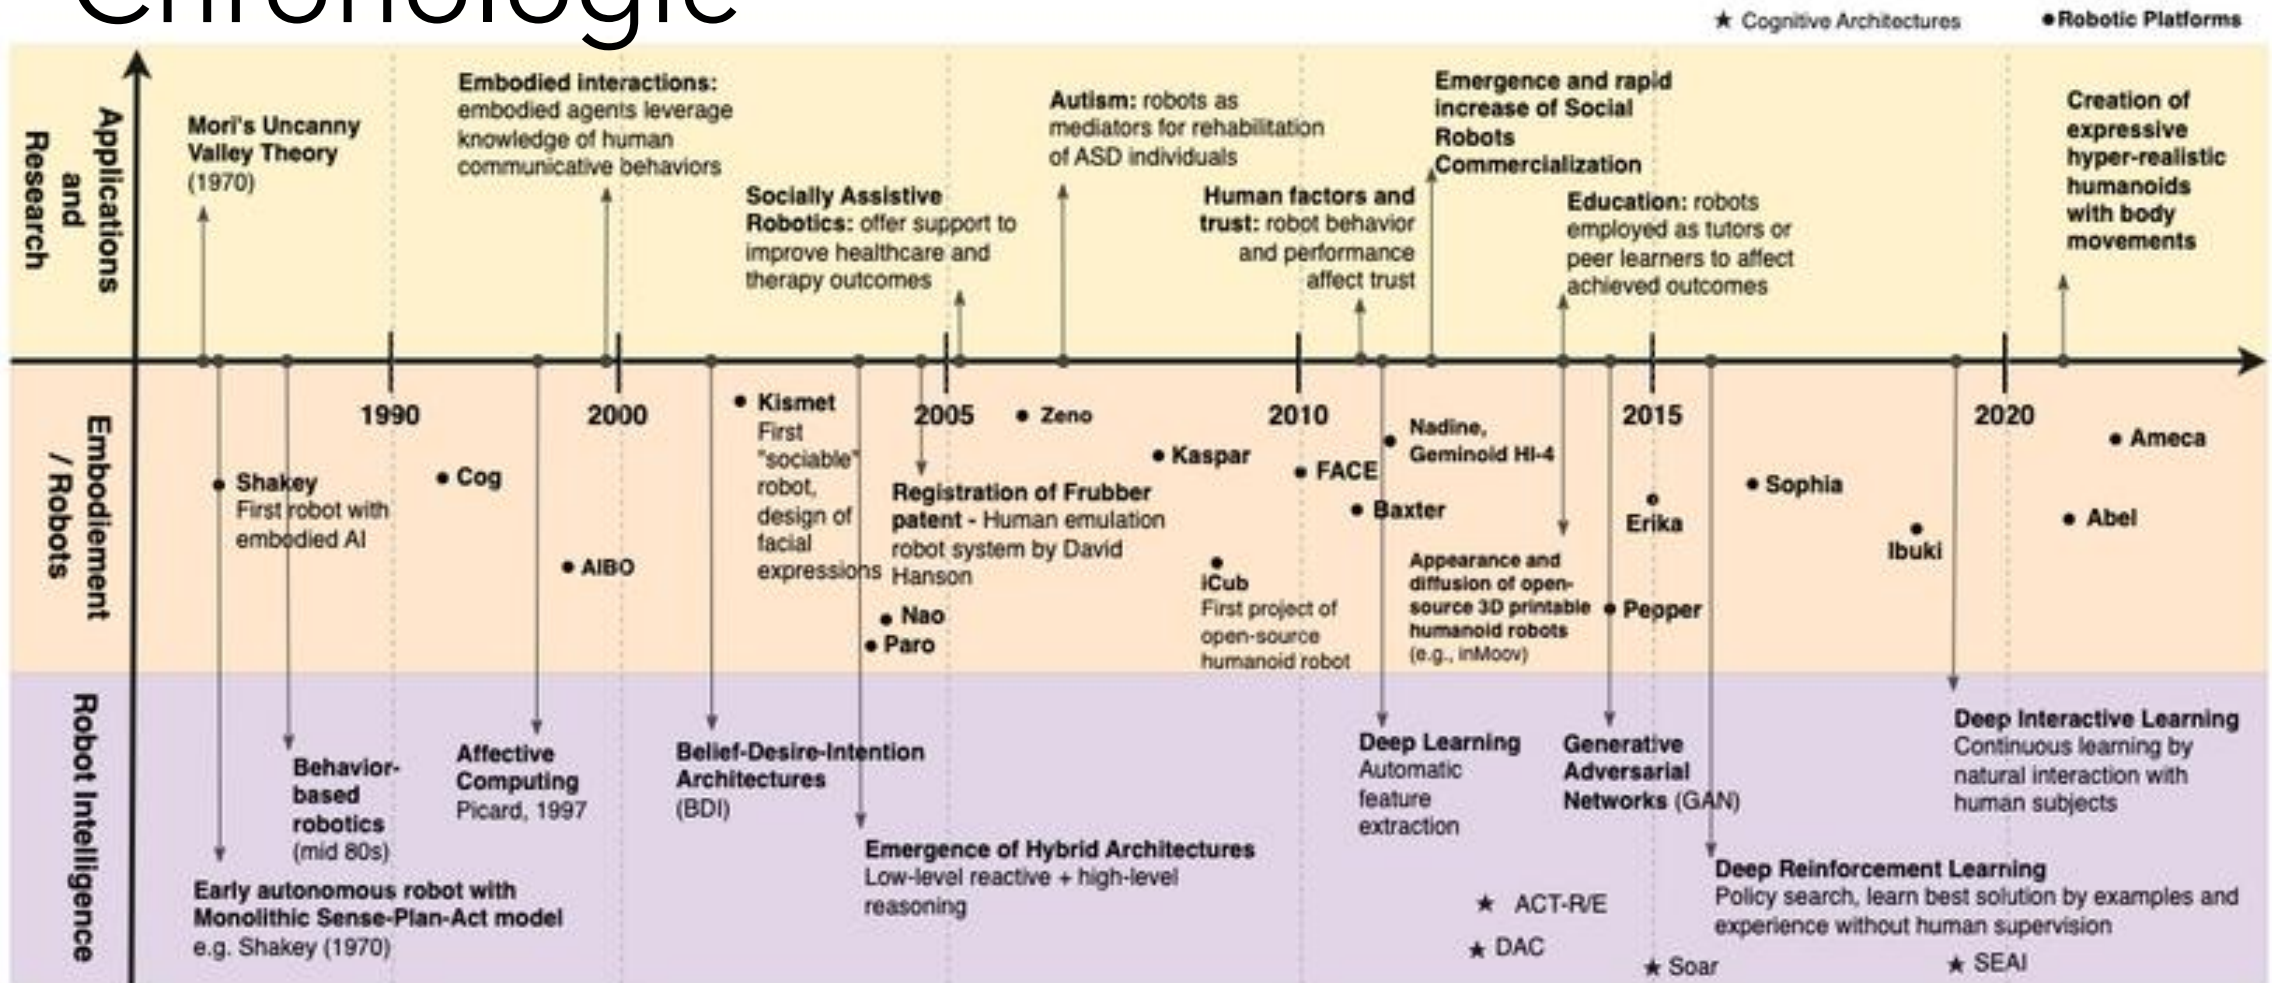 Chronologic
★ Cognitive Architectures
●Robotic Platforms
Applications
and
Research
Mori's Uncanny
Valley Theory
(1970)
Embodied interactions:
embodied agents leverage
knowledge of human
communicative behaviors
Socially Assistive
Robotics: offer support to
improve healthcare and
therapy outcomes
Autism: robots as
mediators for rehabilitation
of ASD individuals
Human factors and
trust: robot behavior
and performance
affect trust
Emergence and rapid
increase of Social
Robots
Commercialization
Education: robots
employed as tutors or
peer learners to affect
achieved outcomes
Creation of
expressive
hyper-realistic
humanoids
with body
movements
1990
2000
2005
2010
2015
2020
Embodiement
/ Robots
Shakey
First robot with
embodied AI
Cog
AIBO
Kismet
First
"sociable"
robot,
design of
facial
expressions
Nao
Paro
Registration of Frubber
patent - Human emulation
robot system by David
Hanson
Zeno
Kaspar
iCub
First project of
open-source
humanoid robot
FACE
Baxter
Nadine,
Geminoid HI-4
Appearance and
diffusion of open-
source 3D printable
humanoid robots
(e.g., inMoov)
Pepper
Erika
Sophia
Ibuki
Ameca
Abel
Robot Intelligence
Early autonomous robot with
Monolithic Sense-Plan-Act model
e.g. Shakey (1970)
Behavior-
based
robotics
(mid 80s)
Affective
Computing
Picard, 1997
Belief-Desire-Intention
Architectures
(BDI)
Emergence of Hybrid Architectures
Low-level reactive + high-level
reasoning
Deep Learning
Automatic
feature
extraction
Generative
Adversarial
Networks (GAN)
Deep Reinforcement Learning
Policy search, learn best solution by examples and
experience without human supervision
Deep Interactive Learning
Continuous learning by
natural interaction with
human subjects
★ ACT-R/E
★ DAC
★ Soar
★ SEAI